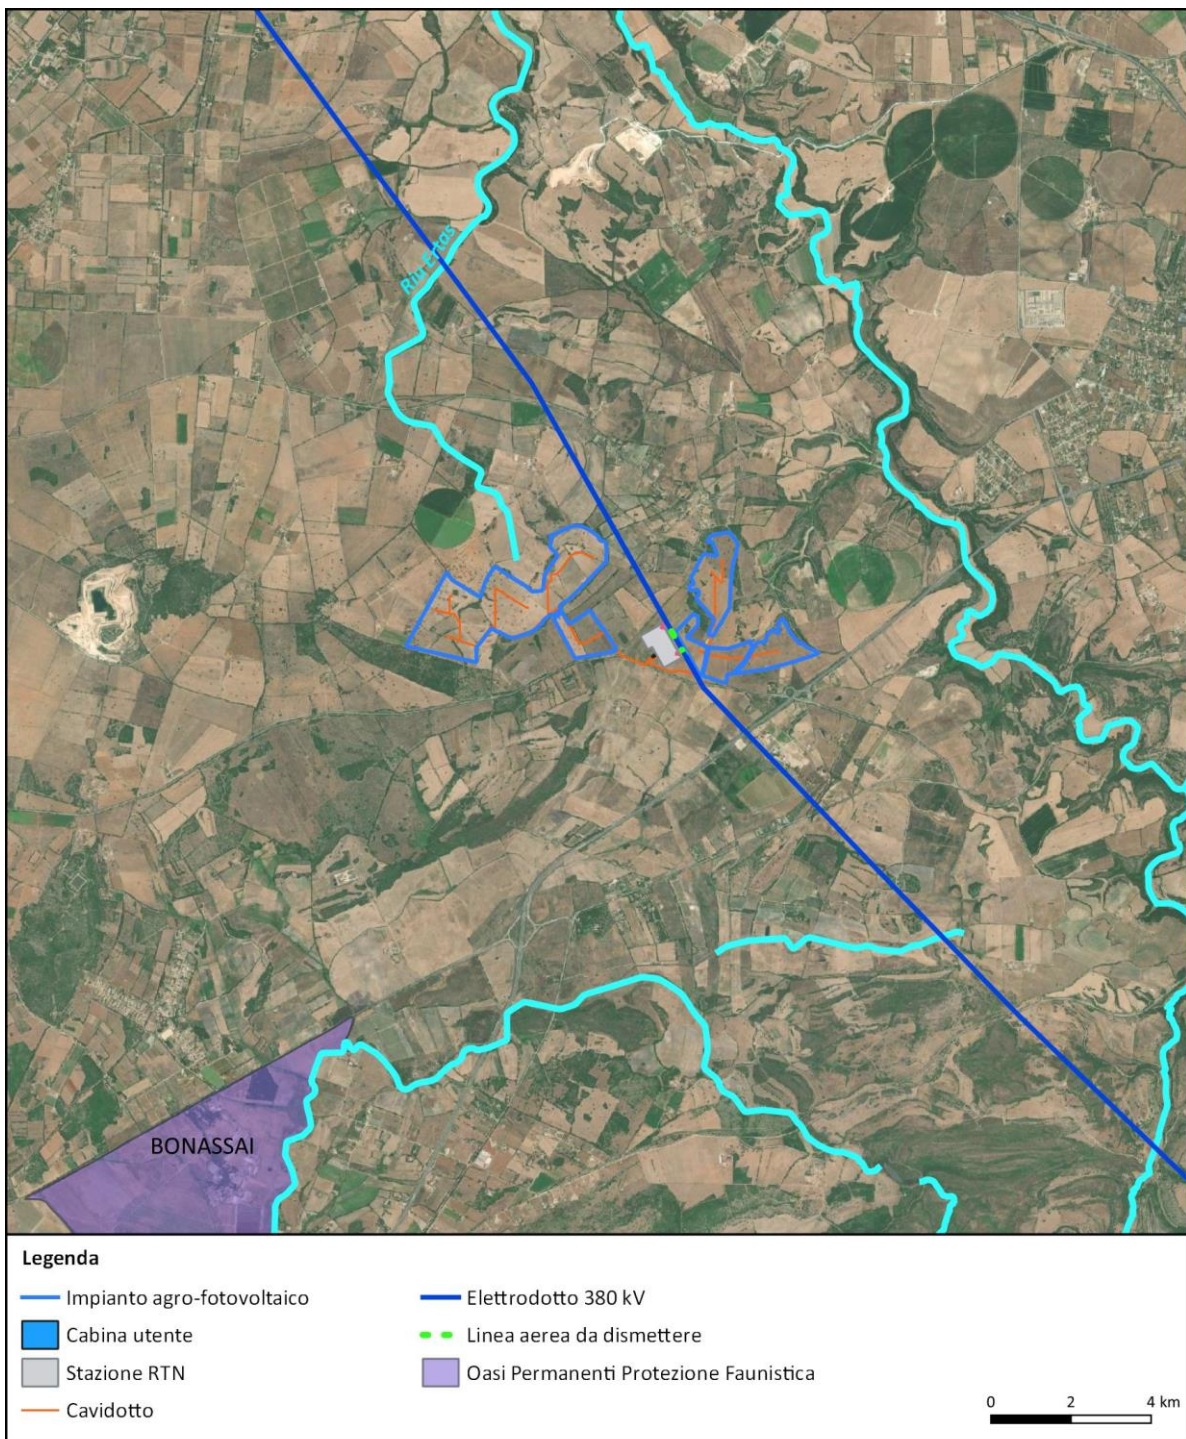 Riu Ertas
BONASSAI
Legenda
Impianto agro-fotovoltaico
Cabina utente
Stazione RTN
Cavidotto
Elettrodotto 380 kV
Linea aerea da dismettere
Oasi Permanenti Protezione Faunistica
0 2 4 km